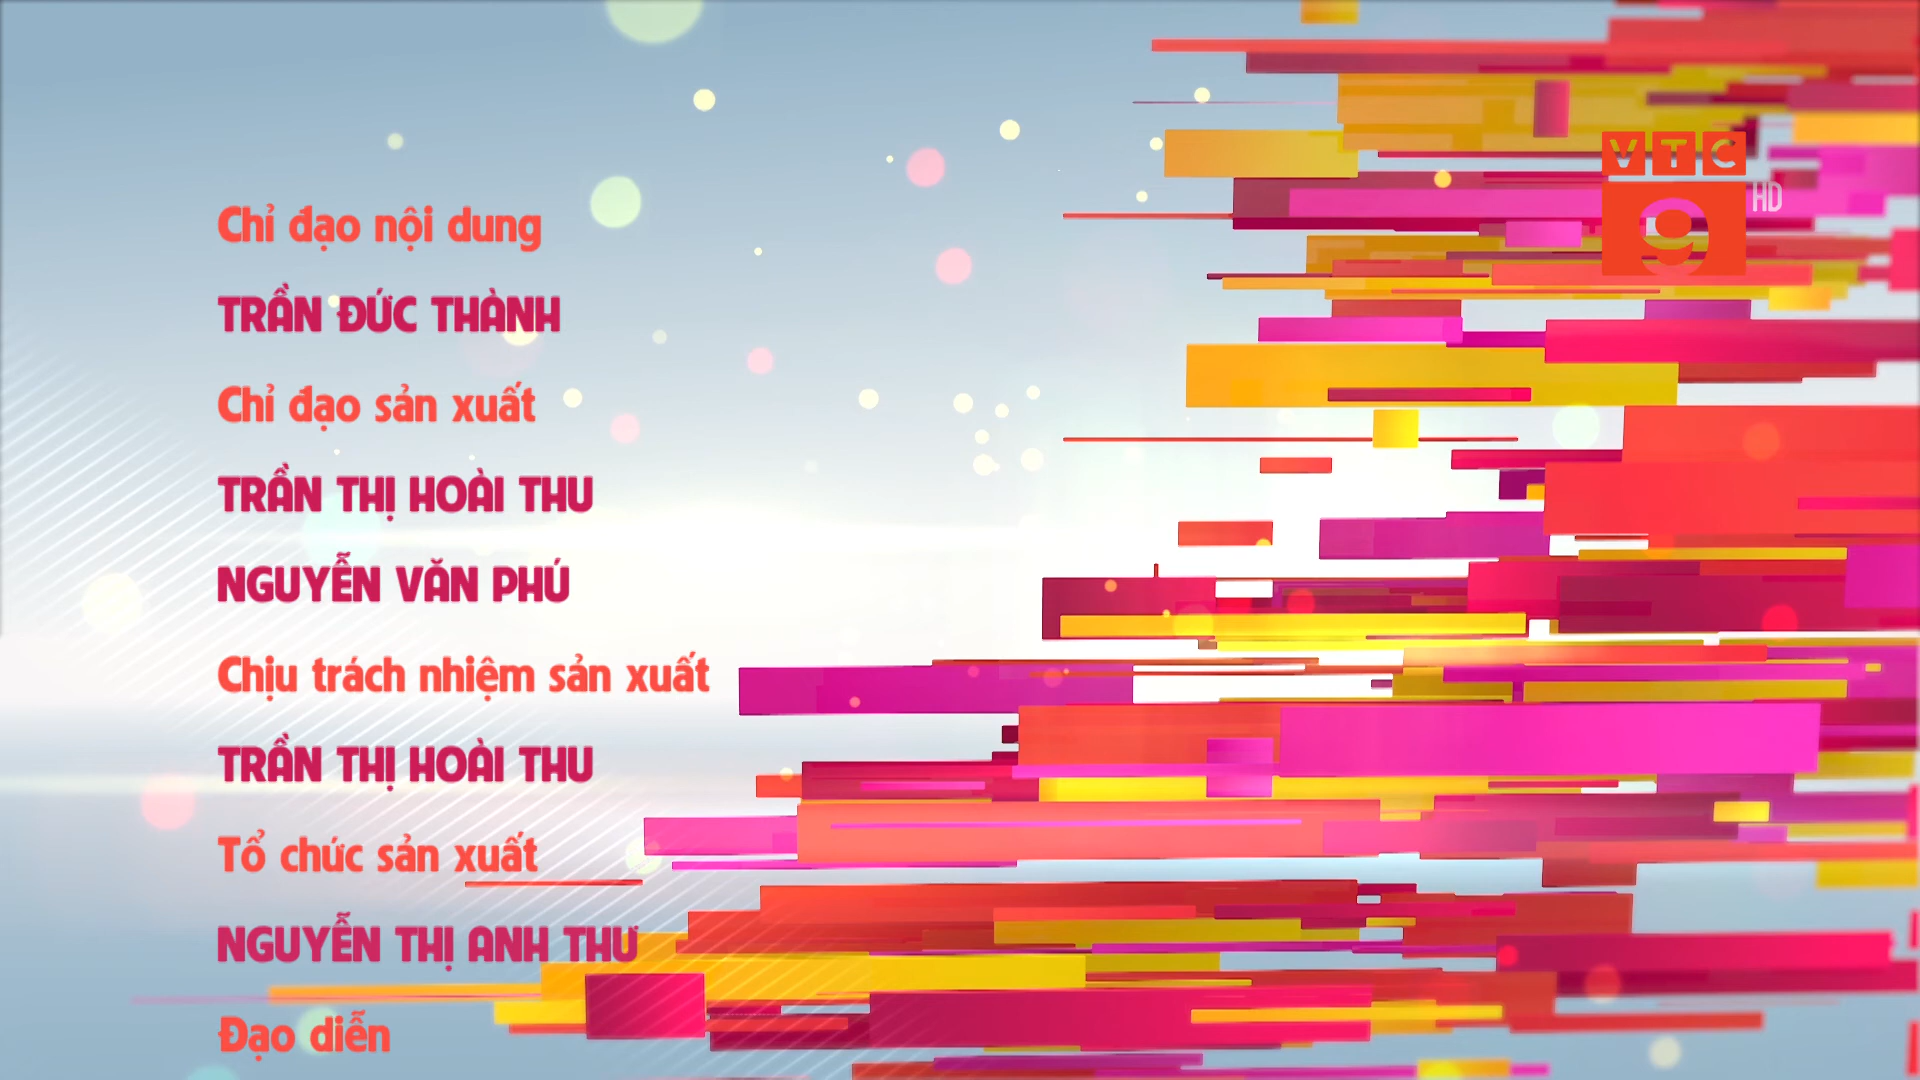 Chỉ đạo nội dung
TRẦN ĐỨC THÀNH
Chỉ đạo sản xuất
TRẦN THỊ HOÀI THU
NGUYỄN VĂN PHÚ
Chịu trách nhiệm sản xuất
TRẦN THỊ HOÀI THU
Tổ chức sản xuất
NGUYỄN THỊ ANH THƯ
Đạo diễn
VTC
9 HD